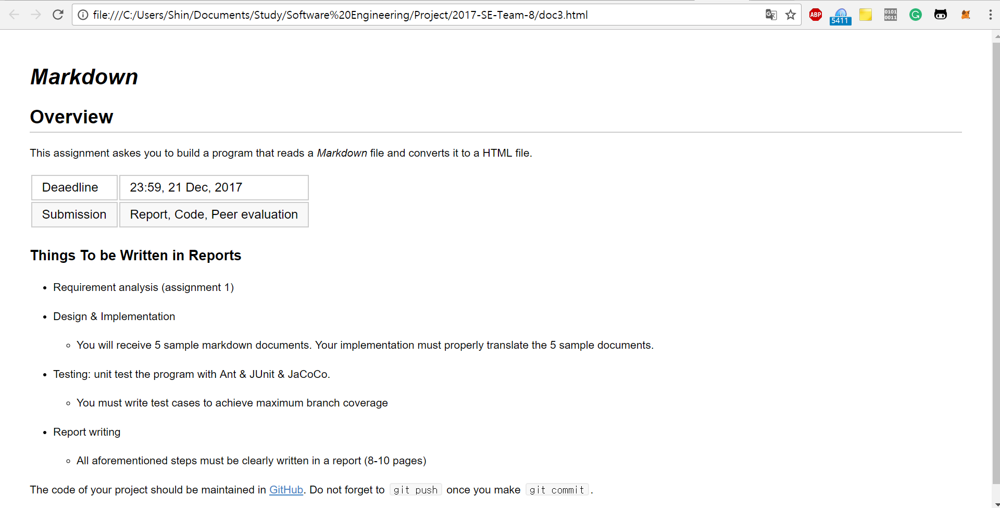 file:///C:/Users/Shin/Documents/Study/Software%20Engineering/Project/2017-SE-Team-8/doc3.html
ABP
5411
0101
0011
G
Markdown
Overview
This assignment askes you to build a program that reads a Markdown file and converts it to a HTML file.
Deaedline 23:59, 21 Dec, 2017
Submission Report, Code, Peer evaluation
Things To be Written in Reports
Requirement analysis (assignment 1)
Design & Implementation
You will receive 5 sample markdown documents. Your implementation must properly translate the 5 sample documents.
Testing: unit test the program with Ant & JUnit & JaCoCo.
You must write test cases to achieve maximum branch coverage
Report writing
All aforementioned steps must be clearly written in a report (8-10 pages)
The code of your project should be maintained in GitHub. Do not forget to git push once you make git commit.